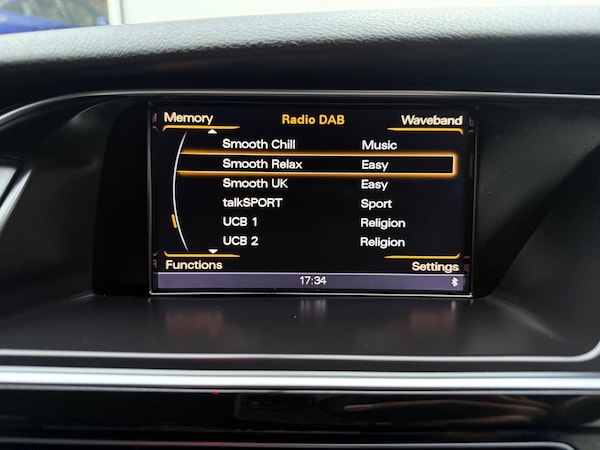 Memory Radio DAB Waveband
Smooth Chill Music
Smooth Relax Easy
Smooth UK Easy
talkSPORT Sport
UCB 1 Religion
UCB 2 Religion
Functions Settings
17:34